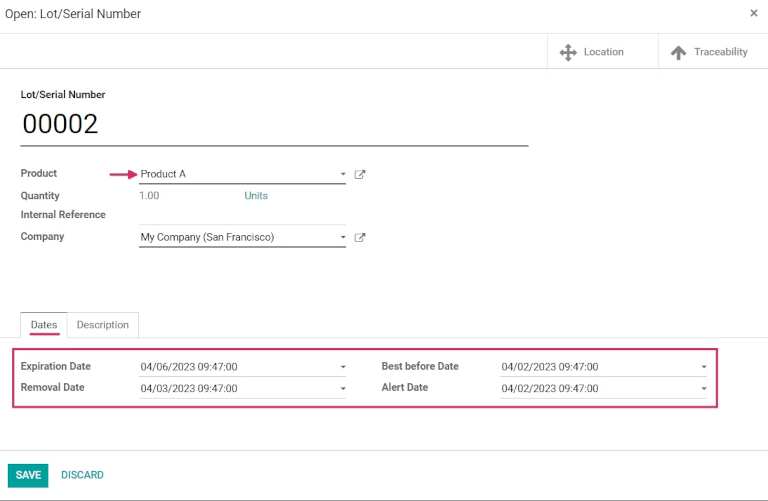 Open: Lot/Serial Number ×
Location Traceability
Lot/Serial Number
00002
Product Product A
Quantity 1.00 Units
Internal Reference
Company My Company (San Francisco)
Dates Description
Expiration Date 04/06/2023 09:47:00 Best before Date 04/02/2023 09:47:00
Removal Date 04/03/2023 09:47:00 Alert Date 04/02/2023 09:47:00
SAVE DISCARD